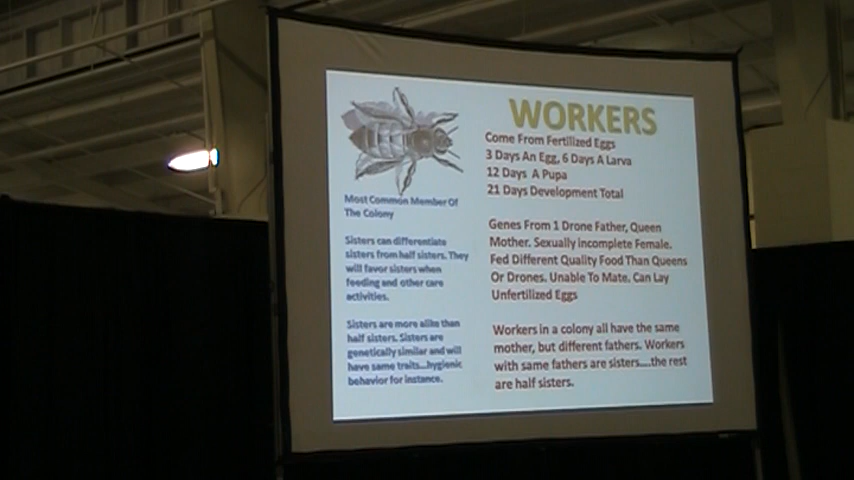 WORKERS
Come From Fertilized Eggs
3 Days An Egg, 6 Days A Larva
12 Days A Pupa
21 Days Development Total
Genes From 1 Drone Father, Queen
Mother. Sexually incomplete Female.
Fed Different Quality Food Than Queens
Or Drones. Unable To Mate. Can Lay
Unfertilized Eggs
Workers in a colony all have the same
mother, but different fathers. Workers
with same fathers are sisters....the rest
are half sisters.
Most Common Member Of
The Colony
Sisters can differentiate
sisters from half sisters. They
will favor sisters when
feeding and other care
activities.
Sisters are more alike than
half sisters. Sisters are
genetically similar and will
have same traits...hygienic
behavior for instance.